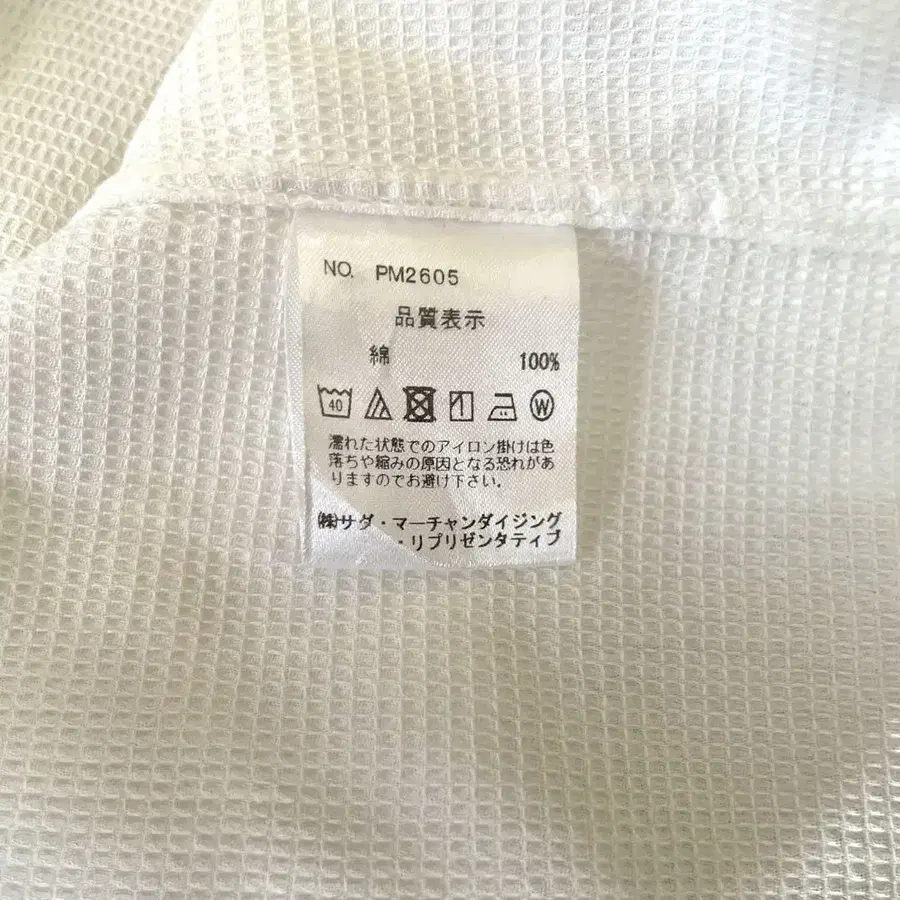 NO. PM2605
品質表示
綿 100%
40 W
濡れた状態でのアイロン掛けは色
落ちや縮みの原因となる恐れがあ
りますのでお避け下さい。
㈱サダ・マーチャンダイジング
・リプリゼンタティブ